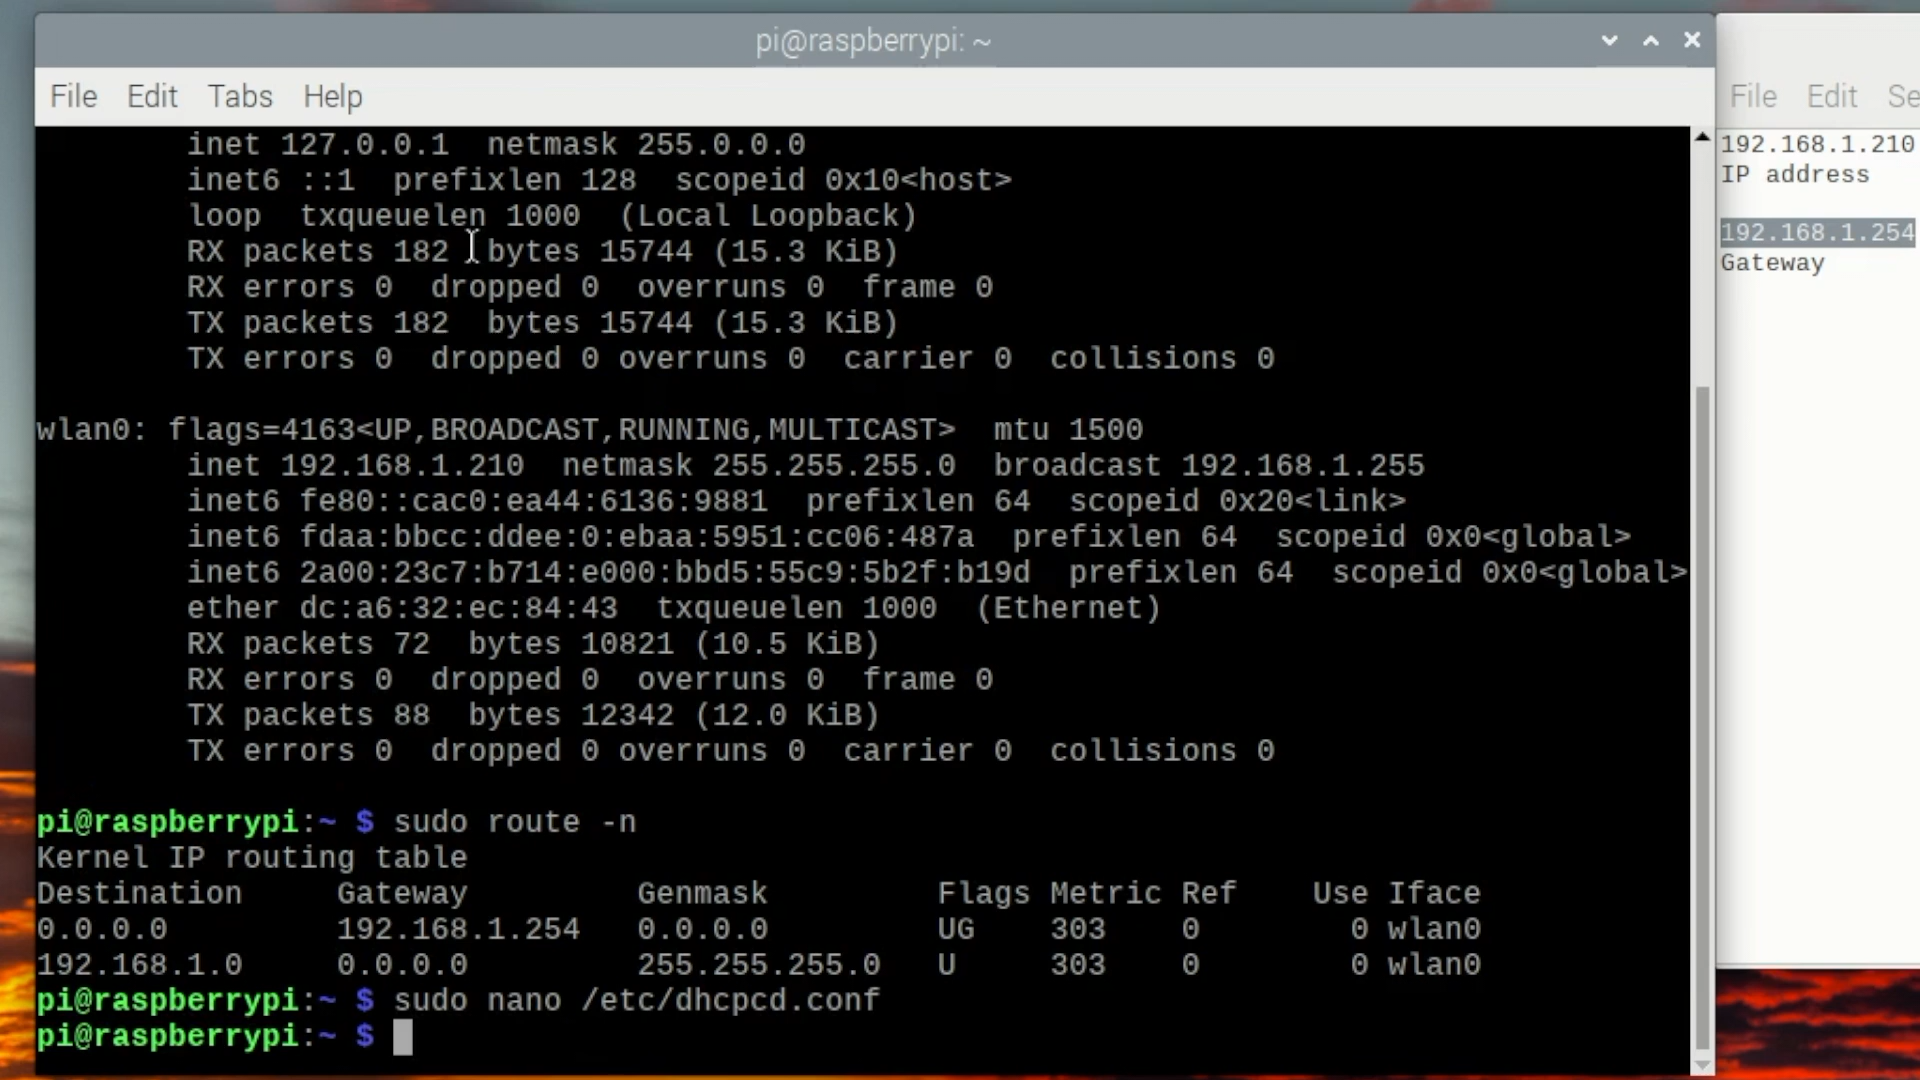 pi@raspberrypi: ~
File Edit Tabs Help
inet 127.0.0.1 netmask 255.0.0.0
inet6 ::1 prefixlen 128 scopeid 0x10<host>
loop txqueuelen 1000 (Local Loopback)
RX packets 182 bytes 15744 (15.3 KiB)
RX errors 0 dropped 0 overruns 0 frame 0
TX packets 182 bytes 15744 (15.3 KiB)
TX errors 0 dropped 0 overruns 0 carrier 0 collisions 0
wlan0: flags=4163<UP,BROADCAST,RUNNING,MULTICAST> mtu 1500
inet 192.168.1.210 netmask 255.255.255.0 broadcast 192.168.1.255
inet6 fe80::cac0:ea44:6136:9881 prefixlen 64 scopeid 0x20<link>
inet6 fdaa:bbcc:ddee:0:ebaa:5951:cc06:487a prefixlen 64 scopeid 0x0<global>
inet6 2a00:23c7:b714:e000:bbd5:55c9:5b2f:b19d prefixlen 64 scopeid 0x0<global>
ether dc:a6:32:ec:84:43 txqueuelen 1000 (Ethernet)
RX packets 72 bytes 10821 (10.5 KiB)
RX errors 0 dropped 0 overruns 0 frame 0
TX packets 88 bytes 12342 (12.0 KiB)
TX errors 0 dropped 0 overruns 0 carrier 0 collisions 0
pi@raspberrypi:~ $ sudo route -n
Kernel IP routing table
Destination Gateway Genmask Flags Metric Ref Use Iface
0.0.0.0 192.168.1.254 0.0.0.0 UG 303 0 0 wlan0
192.168.1.0 0.0.0.0 255.255.255.0 U 303 0 0 wlan0
pi@raspberrypi:~ $ sudo nano /etc/dhcpcd.conf
pi@raspberrypi:~ $
File Edit Se
192.168.1.210
IP address
192.168.1.254
Gateway